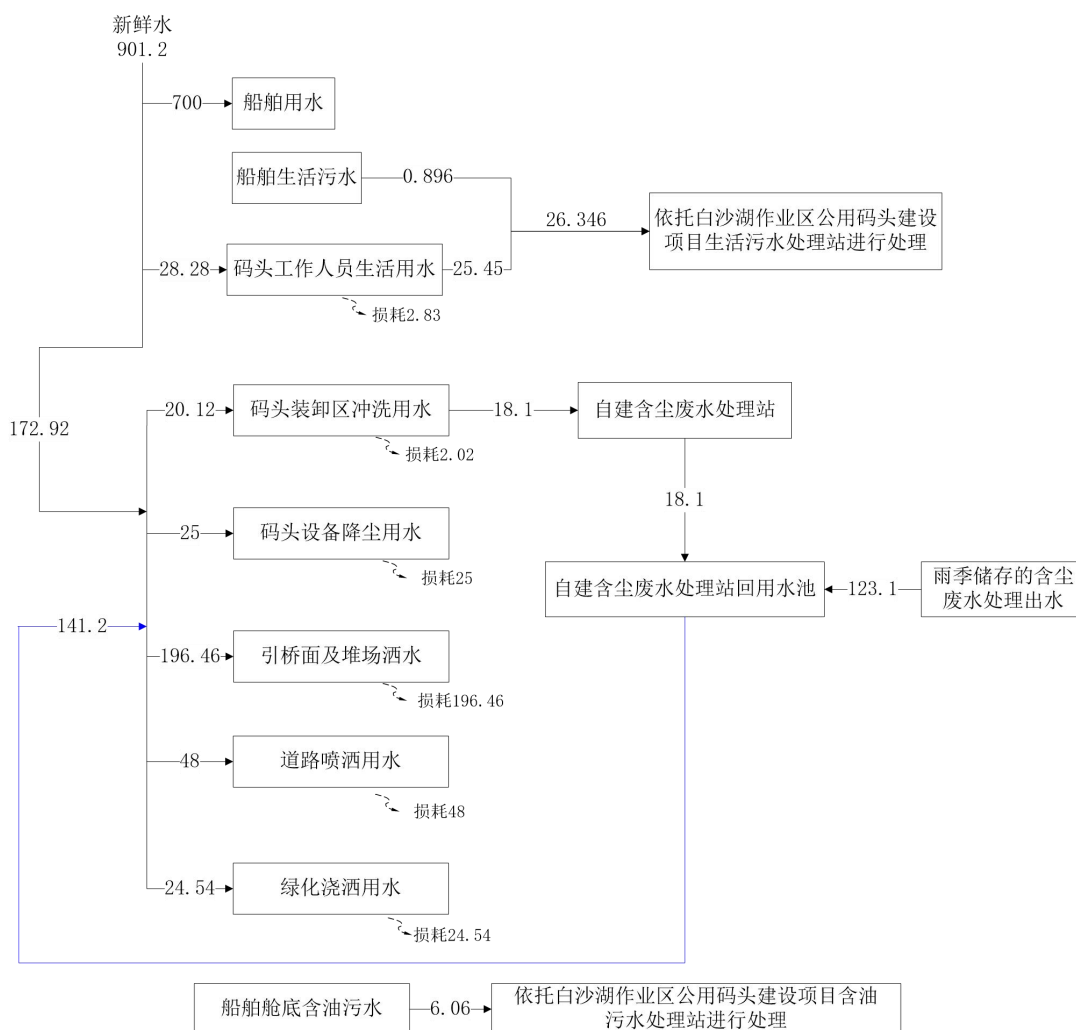 新鲜水
901.2
700
船舶用水
船舶生活污水
0.896
26.346
依托白沙湖作业区公用码头建设
项目生活污水处理站进行处理
28.28
码头工作人员生活用水
25.45
损耗2.83
172.92
20.12
码头装卸区冲洗用水
18.1
自建含尘废水处理站
损耗2.02
18.1
25
码头设备降尘用水
损耗25
自建含尘废水处理站回用水池
123.1
雨季储存的含尘
废水处理出水
141.2
196.46
引桥面及堆场洒水
损耗196.46
48
道路喷洒用水
损耗48
24.54
绿化浇洒用水
损耗24.54
船舶舱底含油污水
6.06
依托白沙湖作业区公用码头建设项目含油
污水处理站进行处理